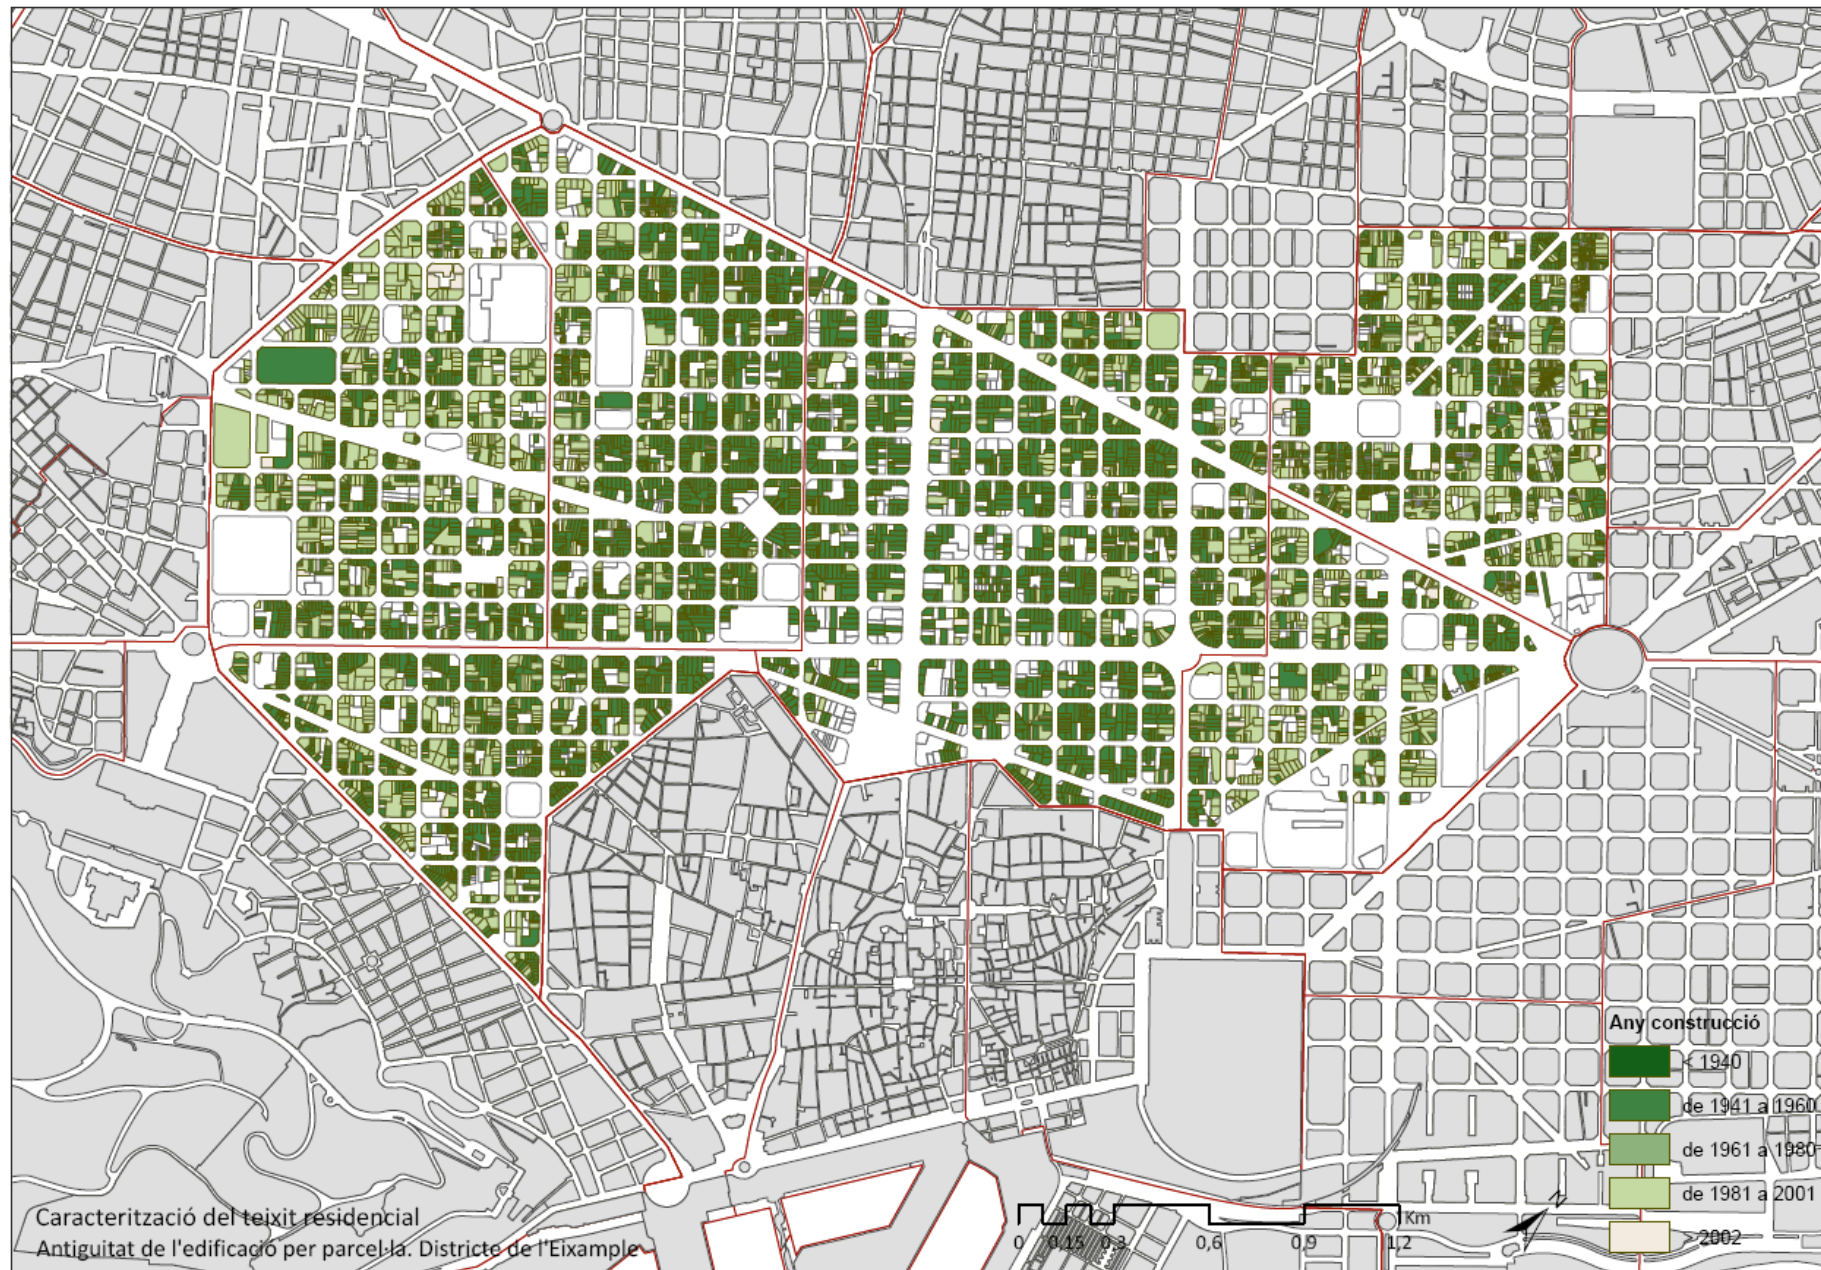 Any construcció
< 1940
de 1941 a 1960
de 1961 a 1980
de 1981 a 2001
2002
N
Km
0 0,15 0,3 0,6 0,9 1,2
Caracterització del teixit residencial
Antiguitat de l'edificació per parcel·la. Districte de l'Eixample